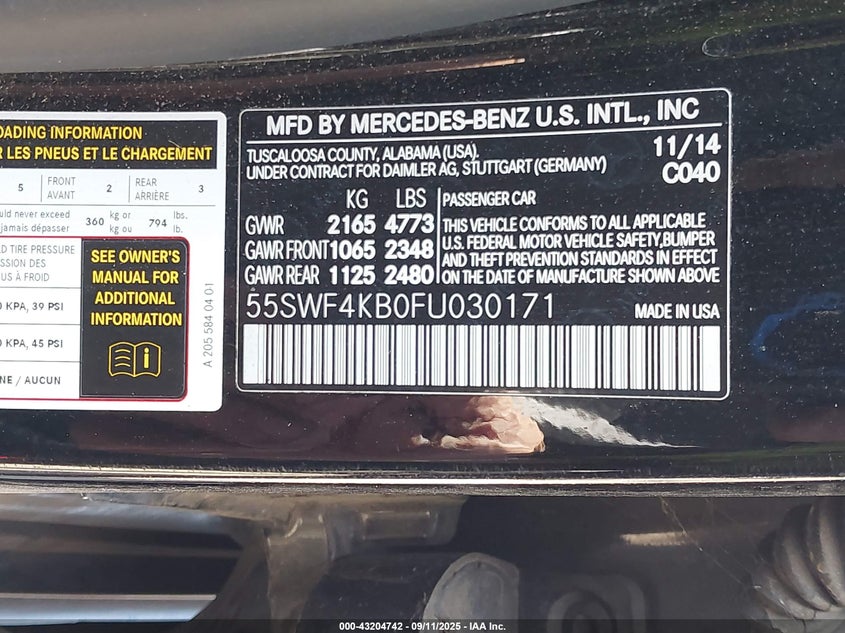 OADING INFORMATION
R LES PNEUS ET LE CHARGEMENT
5 FRONT AVANT 2 REAR ARRIÈRE 3
uld never exceed
jamais dépasser 360 kg or kg ou 794 lbs. lb.
D TIRE PRESSURE
SSION DES
US À FROID
0 KPA, 39 PSI
0 KPA, 45 PSI
NE / AUCUN
SEE OWNER'S
MANUAL FOR
ADDITIONAL
INFORMATION
A 205 584 04 01
MFD BY MERCEDES-BENZ U.S. INTL., INC
TUSCALOOSA COUNTY, ALABAMA (USA). 11/14
UNDER CONTRACT FOR DAIMLER AG, STUTTGART (GERMANY) C040
KG LBS
GVWR 2165 4773
GAWR FRONT 1065 2348
GAWR REAR 1125 2480
PASSENGER CAR
THIS VEHICLE CONFORMS TO ALL APPLICABLE
U.S. FEDERAL MOTOR VEHICLE SAFETY,BUMPER
AND THEFT PREVENTION STANDARDS IN EFFECT
ON THE DATE OF MANUFACTURE SHOWN ABOVE
55SWF4KB0FU030171 MADE IN USA
000-43204742 - 09/11/2025 - IAA Inc.